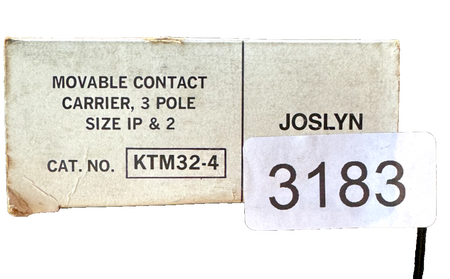 MOVABLE CONTACT
CARRIER, 3 POLE
SIZE IP & 2
CAT. NO. KTM32-4
JOSLYN
3183